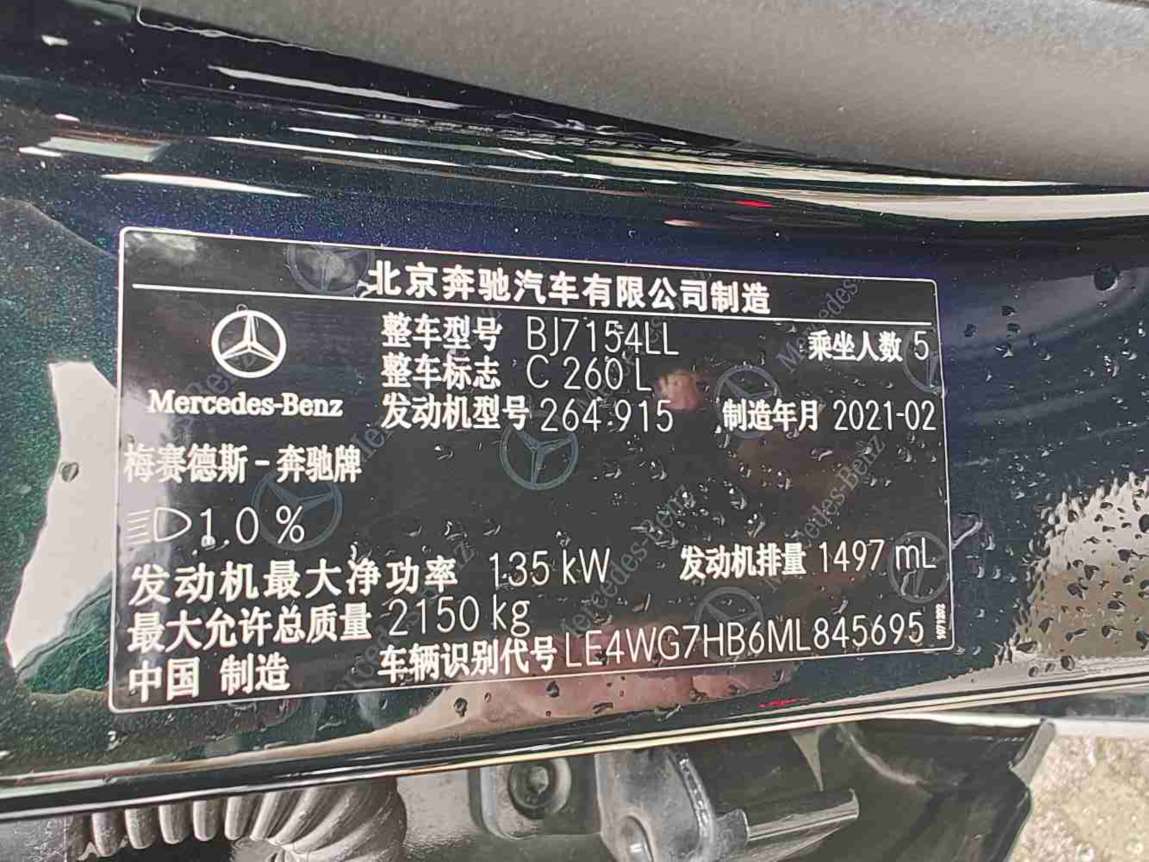 北京奔驰汽车有限公司制造
整车型号 BJ7154LL 乘坐人数 5
整车标志 C 260 L
Mercedes-Benz
发动机型号 264.915 制造年月 2021-02
梅赛德斯-奔驰牌
1.0 %
发动机最大净功率 135 kW 发动机排量 1497 mL
最大允许总质量 2150 kg
中国 制造 车辆识别代号 LE4WG7HB6ML845695